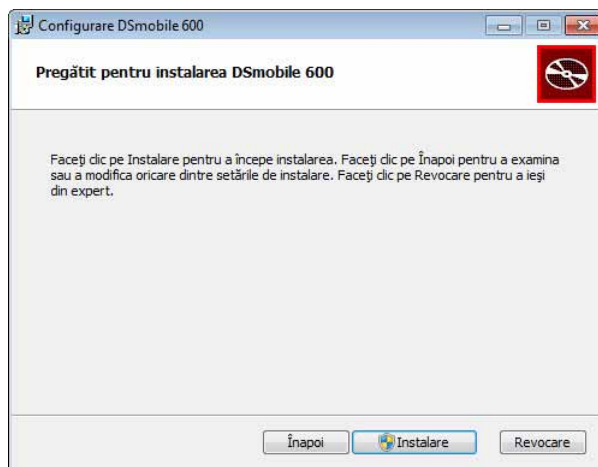 Configurare DSmobile 600
Pregătit pentru instalarea DSmobile 600
Faceţi clic pe Instalare pentru a începe instalarea. Faceţi clic pe Înapoi pentru a examina
sau a modifica oricare dintre setările de instalare. Faceţi clic pe Revocare pentru a ieşi
din expert.
Înapoi
Instalare
Revocare